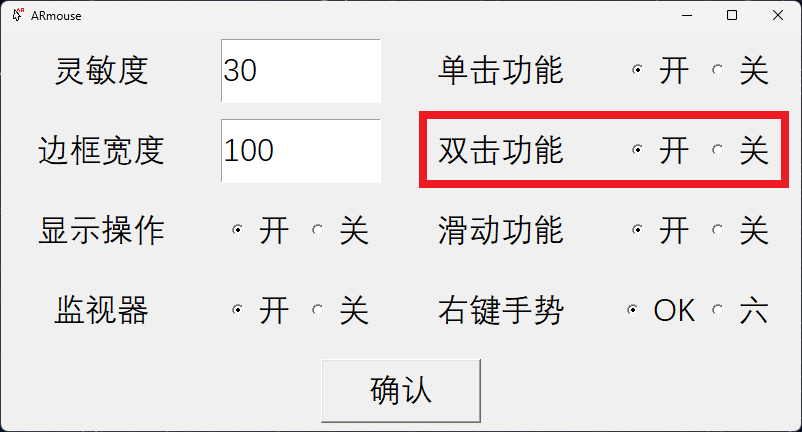 ARmouse
灵敏度 30 单击功能 开 关
边框宽度 100 双击功能 开 关
显示操作 开 关 滑动功能 开 关
监视器 开 关 右键手势 OK 六
确认